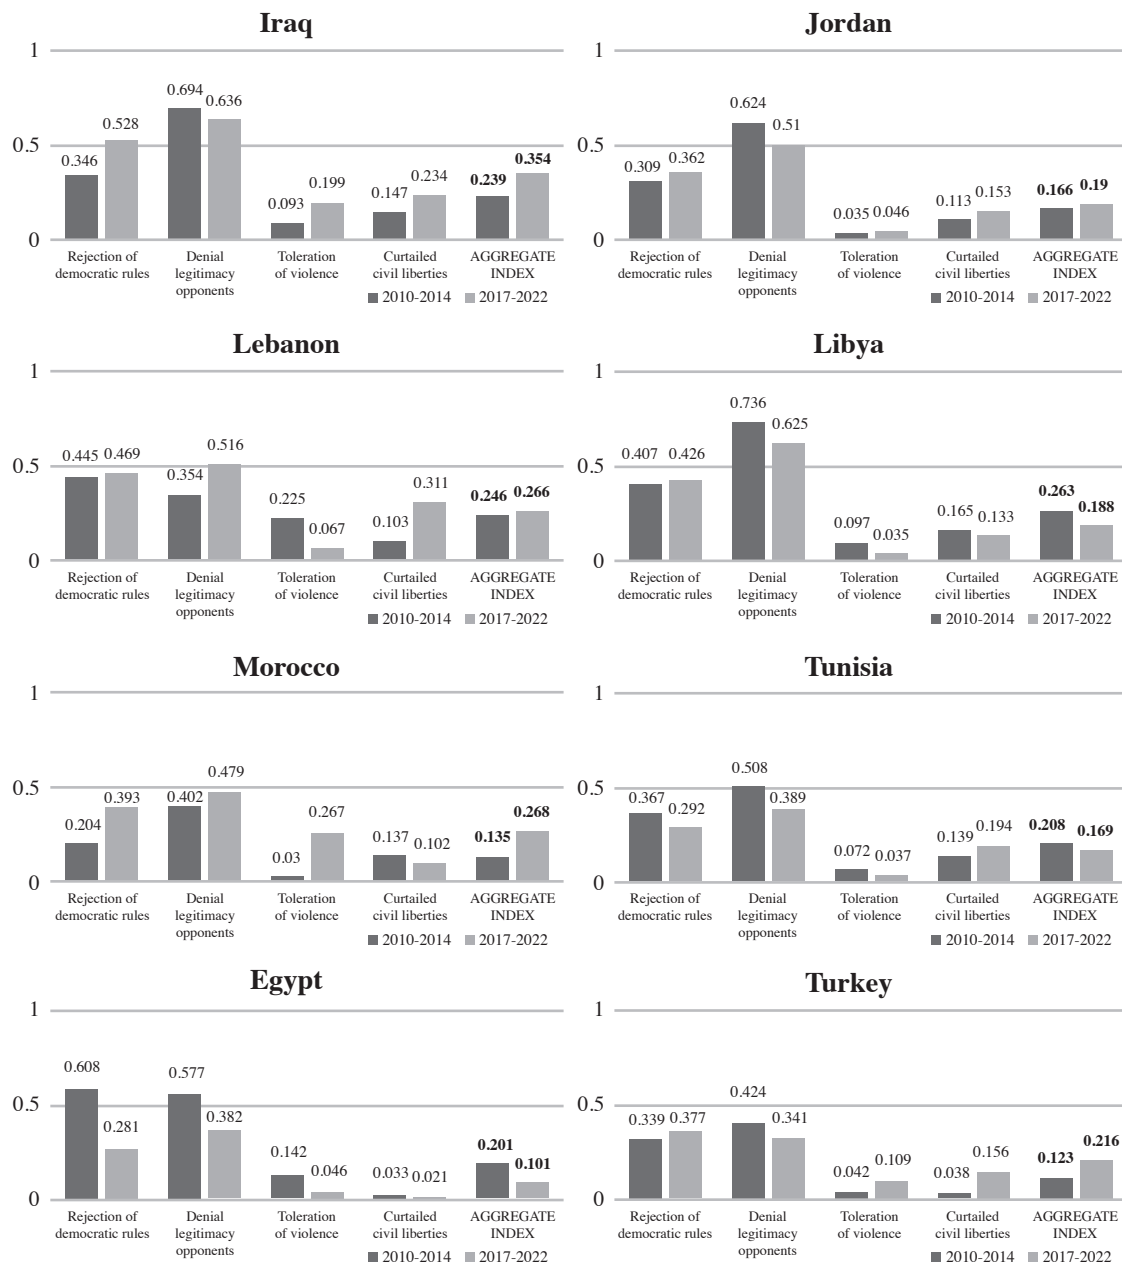 Iraq
1
0.5
0
0.346
0.528
0.694
0.636
0.093
0.199
0.147
0.234
0.239
0.354
Rejection of
democratic rules
Denial
legitimacy
opponents
Toleration
of violence
Curtailed
civil liberties
AGGREGATE
INDEX
2010-2014
2017-2022
Jordan
1
0.5
0
0.309
0.362
0.624
0.51
0.035
0.046
0.113
0.153
0.166
0.19
Rejection of
democratic rules
Denial
legitimacy
opponents
Toleration
of violence
Curtailed
civil liberties
AGGREGATE
INDEX
2010-2014
2017-2022
Lebanon
1
0.5
0
0.445
0.469
0.354
0.516
0.225
0.067
0.103
0.311
0.246
0.266
Rejection of
democratic rules
Denial
legitimacy
opponents
Toleration
of violence
Curtailed
civil liberties
AGGREGATE
INDEX
2010-2014
2017-2022
Libya
1
0.5
0
0.407
0.426
0.736
0.625
0.097
0.035
0.165
0.133
0.263
0.188
Rejection of
democratic rules
Denial
legitimacy
opponents
Toleration
of violence
Curtailed
civil liberties
AGGREGATE
INDEX
2010-2014
2017-2022
Morocco
1
0.5
0
0.204
0.393
0.402
0.479
0.03
0.267
0.137
0.102
0.135
0.268
Rejection of
democratic rules
Denial
legitimacy
opponents
Toleration
of violence
Curtailed
civil liberties
AGGREGATE
INDEX
2010-2014
2017-2022
Tunisia
1
0.5
0
0.367
0.292
0.508
0.389
0.072
0.037
0.139
0.194
0.208
0.169
Rejection of
democratic rules
Denial
legitimacy
opponents
Toleration
of violence
Curtailed
civil liberties
AGGREGATE
INDEX
2010-2014
2017-2022
Egypt
1
0.5
0
0.608
0.281
0.577
0.382
0.142
0.046
0.033
0.021
0.201
0.101
Rejection of
democratic rules
Denial
legitimacy
opponents
Toleration
of violence
Curtailed
civil liberties
AGGREGATE
INDEX
2010-2014
2017-2022
Turkey
1
0.5
0
0.339
0.377
0.424
0.341
0.042
0.109
0.038
0.156
0.123
0.216
Rejection of
democratic rules
Denial
legitimacy
opponents
Toleration
of violence
Curtailed
civil liberties
AGGREGATE
INDEX
2010-2014
2017-2022